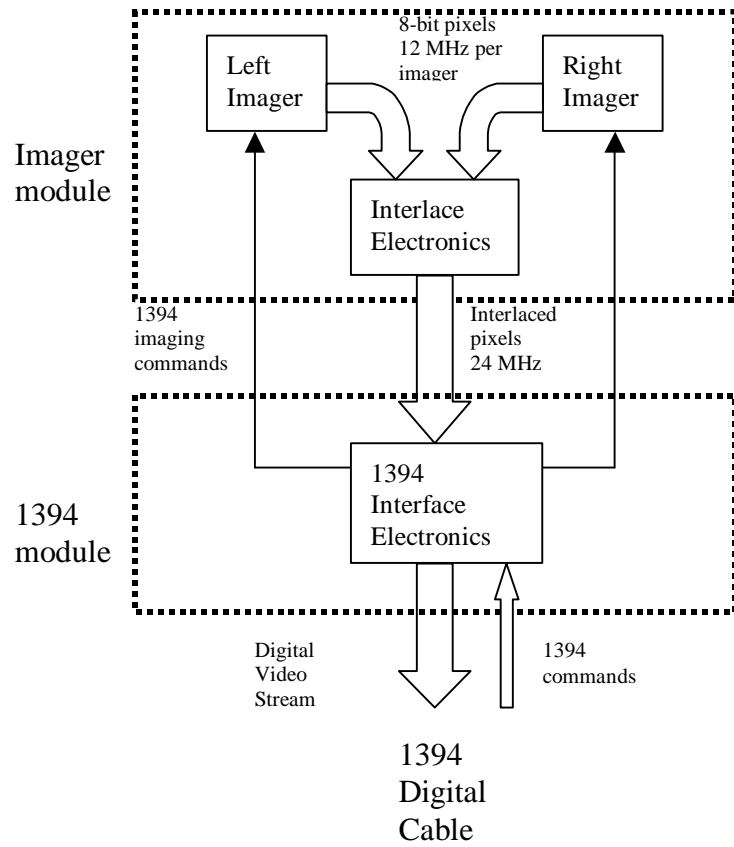 8-bit pixels
12 MHz per
imager
Left
Imager
Right
Imager
Imager
module
Interlace
Electronics
1394
imaging
commands
Interlaced
pixels
24 MHz
1394
module
1394
Interface
Electronics
Digital
Video
Stream
1394
commands
1394
Digital
Cable